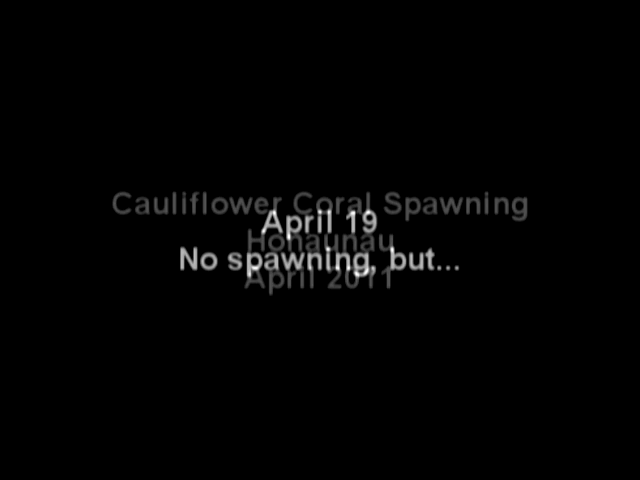 Cauliflower Coral Spawning
April 19
Honaunau
No spawning, but...
April 2011